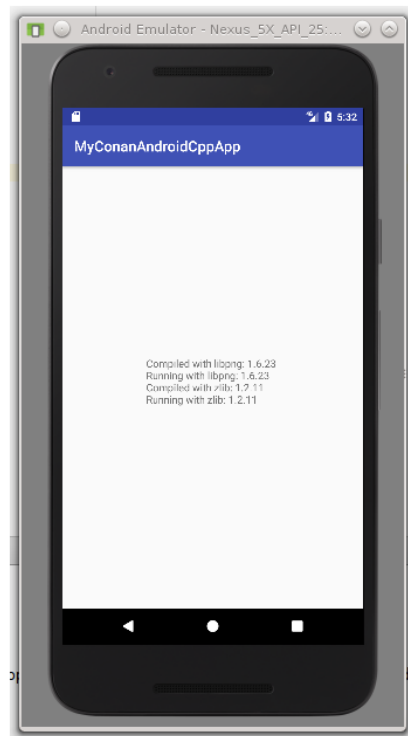 Android Emulator - Nexus_5X_API_25:...
5:32
MyConanAndroidCppApp
Compiled with libpng: 1.6.23
Running with libpng: 1.6.23
Compiled with zlib: 1.2.11
Running with zlib: 1.2.11